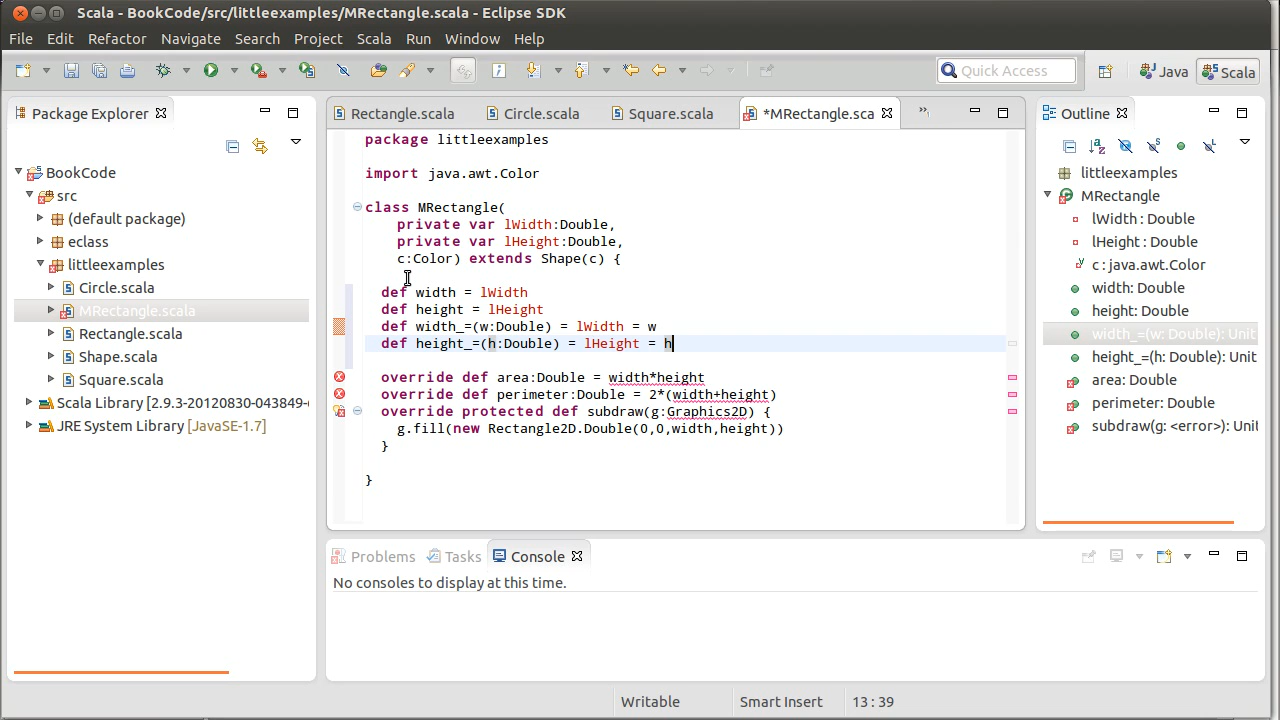 Scala - BookCode/src/littleexamples/MRectangle.scala - Eclipse SDK
File Edit Refactor Navigate Search Project Scala Run Window Help
Quick Access Java Scala
Package Explorer
BookCode
src
(default package)
eclass
littleexamples
Circle.scala
MRectangle.scala
Rectangle.scala
Shape.scala
Square.scala
Scala Library [2.9.3-20120830-043849-
JRE System Library [JavaSE-1.7]
Rectangle.scala Circle.scala Square.scala *MRectangle.sca
package littleexamples
import java.awt.Color
class MRectangle(
private var lWidth:Double,
private var lHeight:Double,
c:Color) extends Shape(c) {
def width = lWidth
def height = lHeight
def width_=(w:Double) = lWidth = w
def height_=(h:Double) = lHeight = h
override def area:Double = width*height
override def perimeter:Double = 2*(width+height)
override protected def subdraw(g:Graphics2D) {
g.fill(new Rectangle2D.Double(0,0,width,height))
}
}
Outline
littleexamples
MRectangle
lWidth : Double
lHeight : Double
c : java.awt.Color
width: Double
height: Double
width_=(w: Double): Unit
height_=(h: Double): Unit
area: Double
perimeter: Double
subdraw(g: <error>): Unit
Problems Tasks Console
No consoles to display at this time.
Writable Smart Insert 13:39